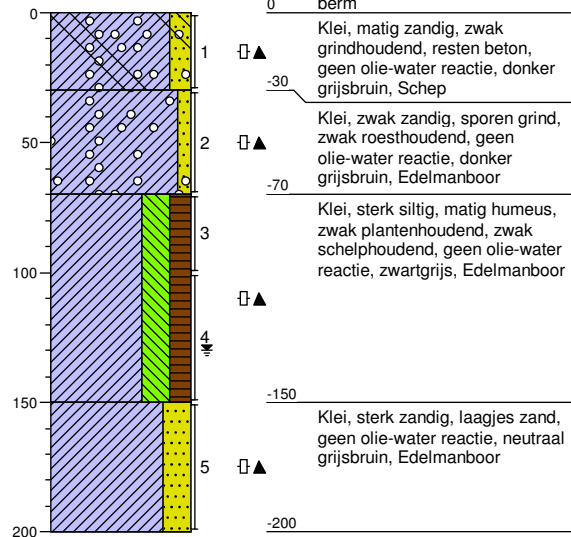 0
berm
0
Klei, matig zandig, zwak
grindhoudend, resten beton,
geen olie-water reactie, donker
grijsbruin, Schep
1
-30
Klei, zwak zandig, sporen grind,
zwak roesthoudend, geen
olie-water reactie, donker
grijsbruin, Edelmanboor
50
2
-70
Klei, sterk siltig, matig humeus,
zwak plantenhoudend, zwak
schelphoudend, geen olie-water
reactie, zwartgrijs, Edelmanboor
3
100
4
150
-150
Klei, sterk zandig, laagjes zand,
geen olie-water reactie, neutraal
grijsbruin, Edelmanboor
5
200
-200